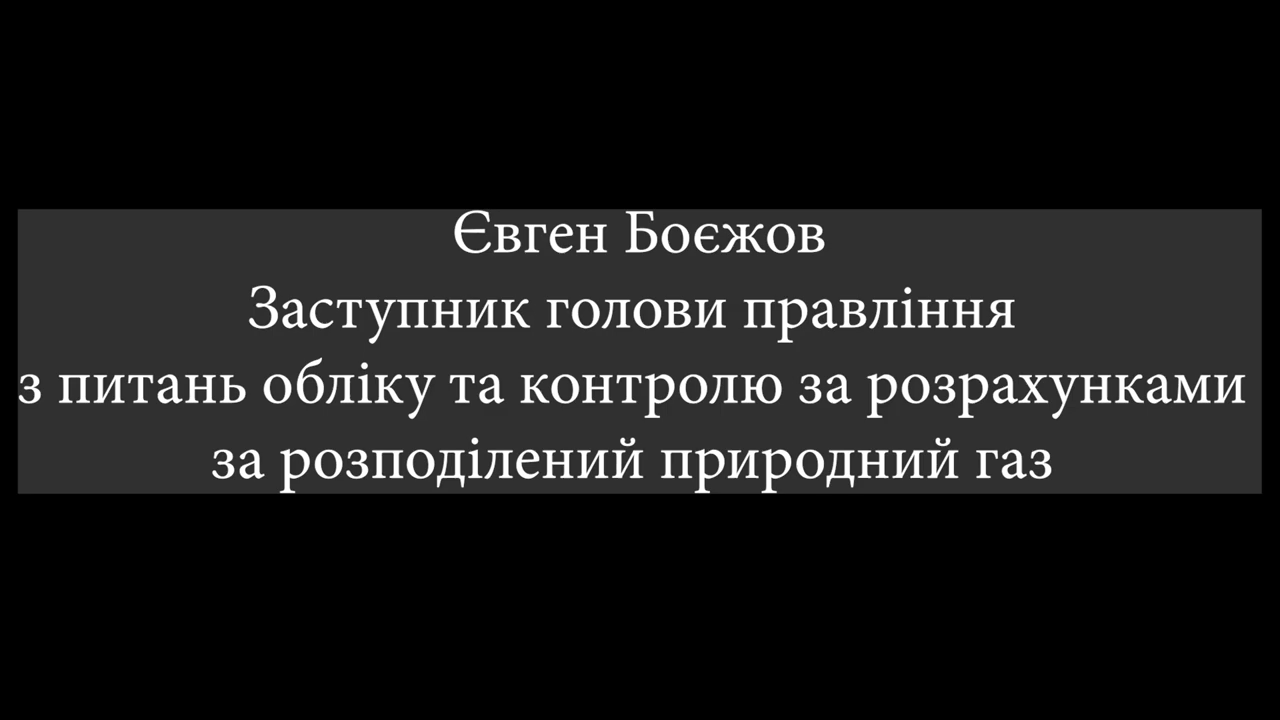 Євген Боєжов
Заступник голови правління
з питань обліку та контролю за розрахунками
за розподілений природний газ